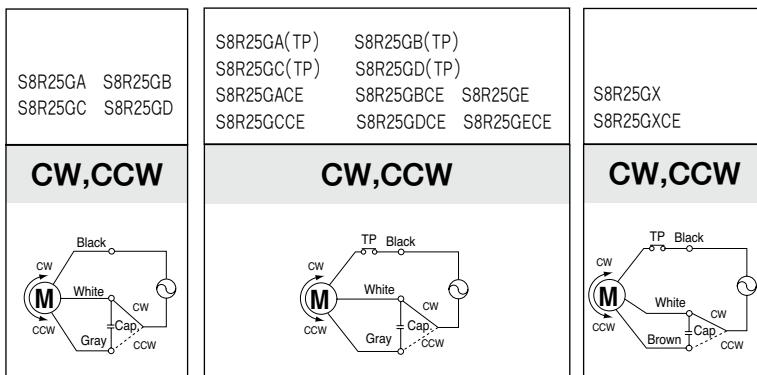 S8R25GA S8R25GB
S8R25GC S8R25GD
CW,CCW
Black
CW
White
M
CW
Cap.
CCW
Gray
CCW
S8R25GA(TP) S8R25GB(TP)
S8R25GC(TP) S8R25GD(TP)
S8R25GACE S8R25GBCE S8R25GE
S8R25GCCE S8R25GDCE S8R25GECE
CW,CCW
TP Black
CW
White
M
CW
Cap.
CCW
Gray
CCW
S8R25GX
S8R25GXCE
CW,CCW
TP Black
CW
M
White
CW
CCW
Cap.
Brown
CCW